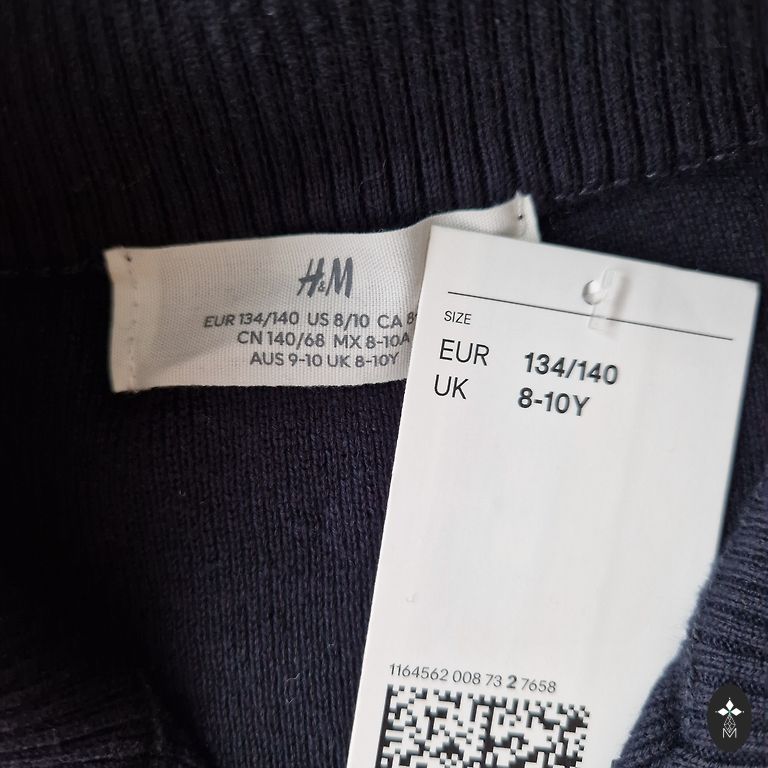 H&M
EUR 134/140 US 8/10 CA
CN 140/68 MX 8-10A
AUS 9-10 UK 8-10Y
SIZE
EUR 134/140
UK 8-10Y
1164562 008 73 2 7658
M